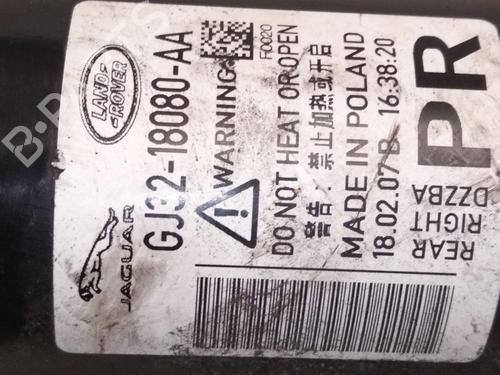 LAND-
-ROVER
JAGUAR
GJ32-18080-AA
WARNING
F0020
DO NOT HEAT OR OPEN
警告：禁止加热或开启
MADE IN POLAND
18.02.07 B 16:38:20
REAR
RIGHT
DZZBA
PR